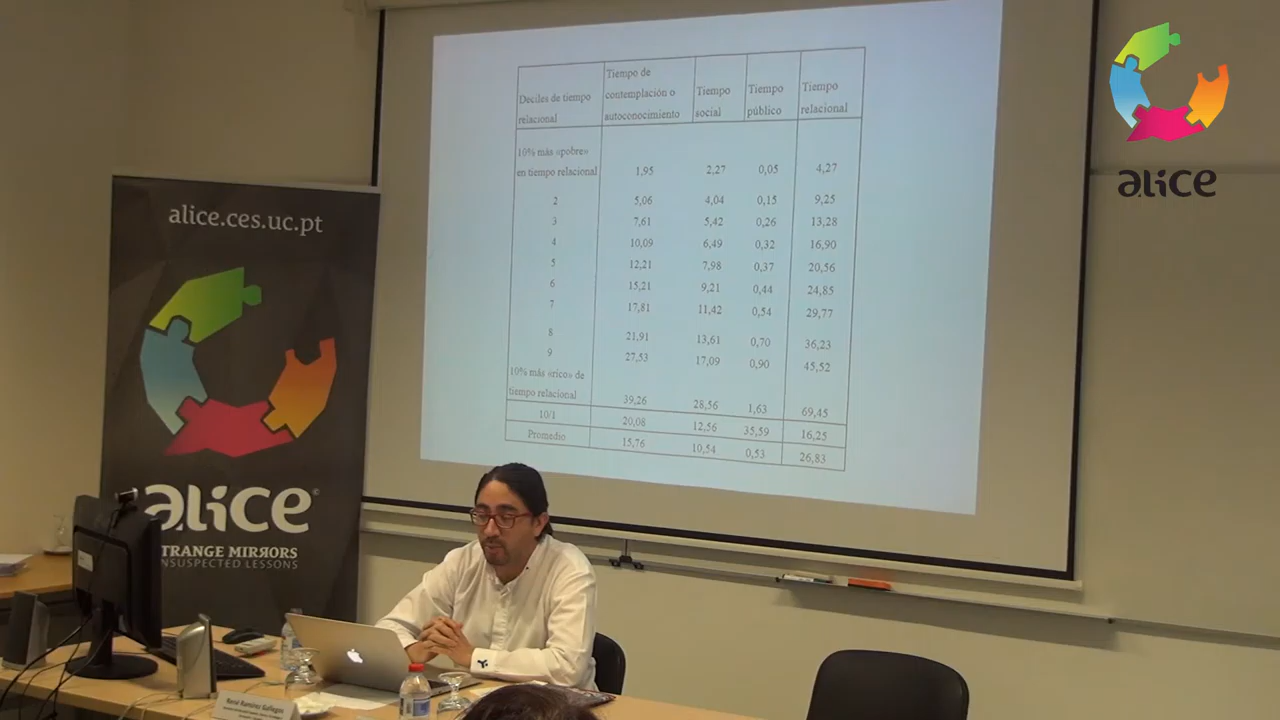 Deciles de tiempo relacional
Tiempo de contemplación o autoconocimiento
Tiempo social
Tiempo público
Tiempo relacional
10% más «pobre» en tiempo relacional 1,95 2,27 0,05 4,27
2 5,06 4,04 0,15 9,25
3 7,61 5,42 0,26 13,28
4 10,09 6,49 0,32 16,90
5 12,21 7,98 0,37 20,56
6 15,21 9,21 0,44 24,85
7 17,81 11,42 0,54 29,77
8 21,91 13,61 0,70 36,23
9 27,53 17,09 0,90 45,52
10% más «rico» de tiempo relacional 39,26 28,56 1,63 69,45
10/1 20,08 12,56 35,59 16,25
Promedio 15,76 10,54 0,53 26,83
alice
alice.ces.uc.pt
alice
TRANGE MIRRORS
NSUSPECTED LESSONS
René Ramírez Gallegos